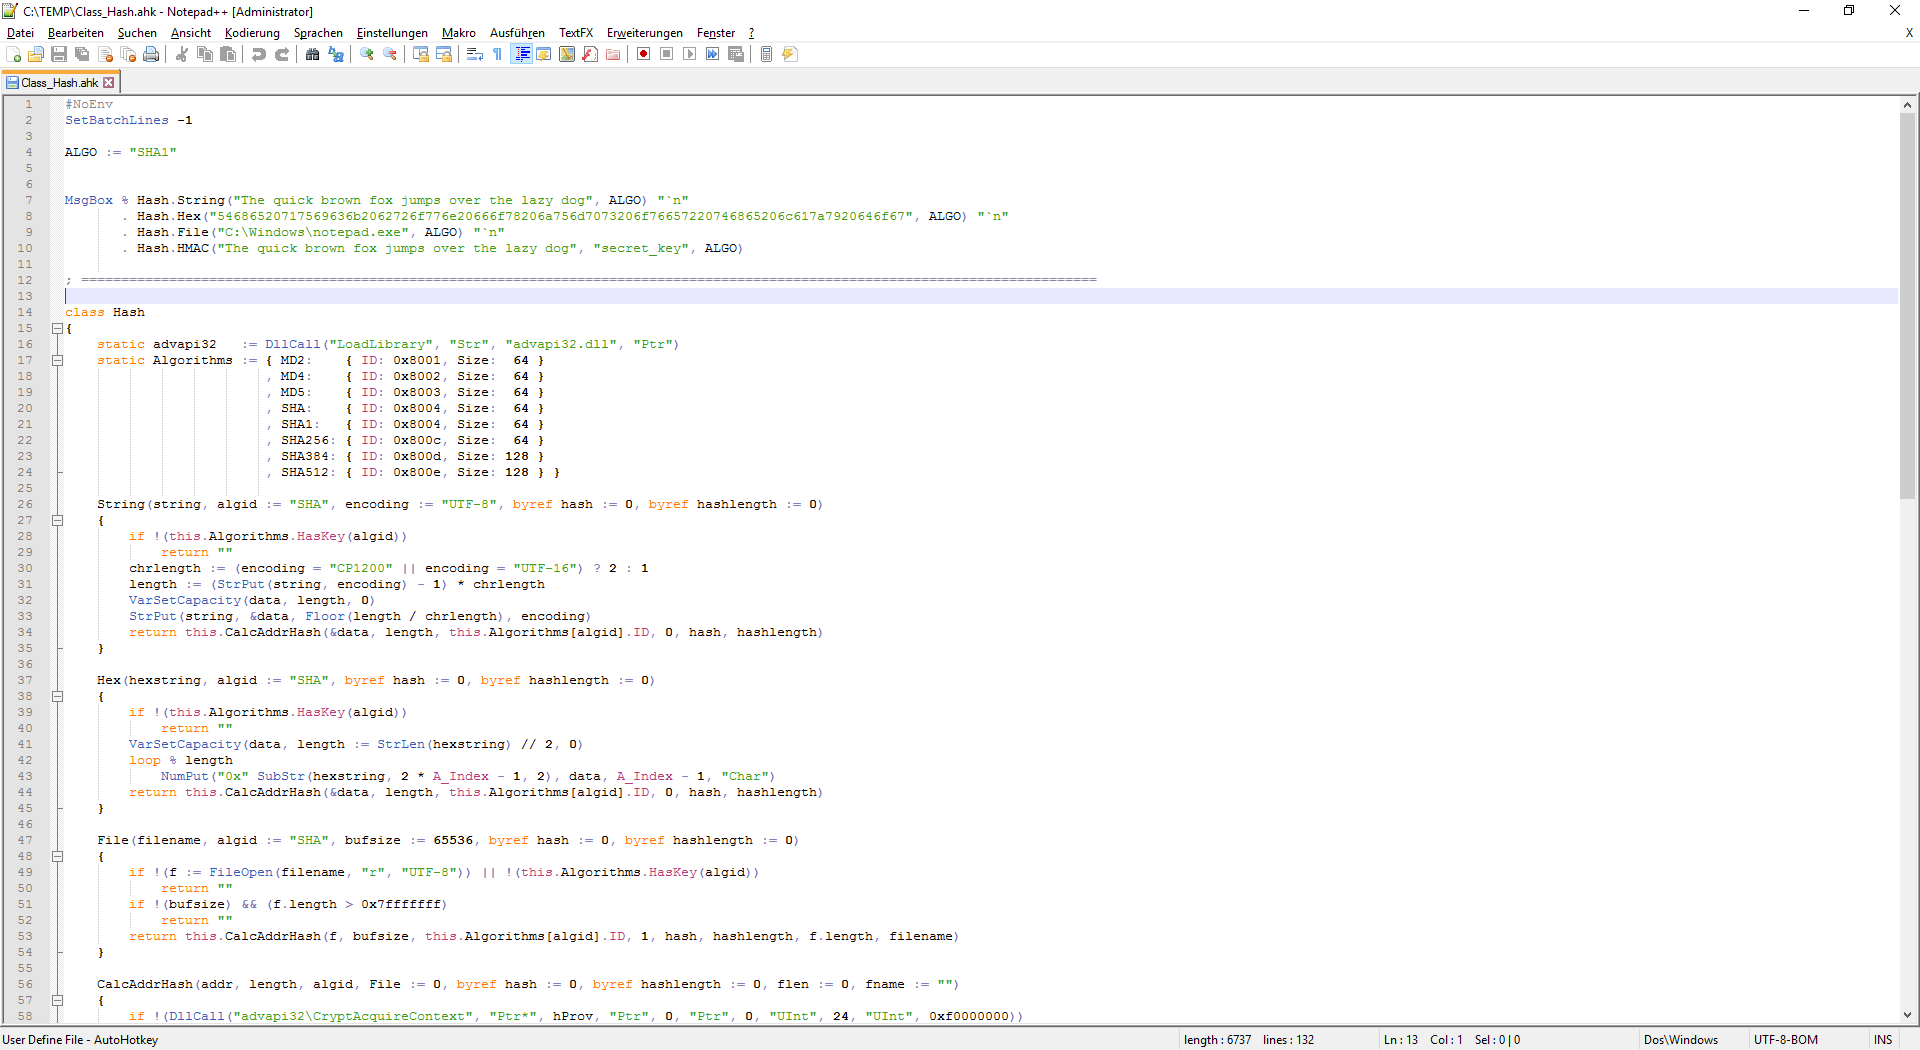 C:\TEMP\Class_Hash.ahk - Notepad++ [Administrator]
Datei Bearbeiten Suchen Ansicht Kodierung Sprachen Einstellungen Makro Ausführen TextFX Erweiterungen Fenster ? X
Class_Hash.ahk
1 #NoEnv
2 SetBatchLines -1
3
4 ALGO := "SHA1"
5
6
7 MsgBox % Hash.String("The quick brown fox jumps over the lazy dog", ALGO) "`n"
8 . Hash.Hex("54686520717569636b2062726f776e20666f78206a756d7073206f76657220746865206c617a7920646f67", ALGO) "`n"
9 . Hash.File("C:\Windows\notepad.exe", ALGO) "`n"
10 . Hash.HMAC("The quick brown fox jumps over the lazy dog", "secret_key", ALGO)
11
12 ; ===============================================================================================================================
13
14 class Hash
15 {
16 static advapi32 := DllCall("LoadLibrary", "Str", "advapi32.dll", "Ptr")
17 static Algorithms := { MD2: { ID: 0x8001, Size: 64 }
18 , MD4: { ID: 0x8002, Size: 64 }
19 , MD5: { ID: 0x8003, Size: 64 }
20 , SHA: { ID: 0x8004, Size: 64 }
21 , SHA1: { ID: 0x8004, Size: 64 }
22 , SHA256: { ID: 0x800c, Size: 64 }
23 , SHA384: { ID: 0x800d, Size: 128 }
24 , SHA512: { ID: 0x800e, Size: 128 } }
25
26 String(string, algid := "SHA", encoding := "UTF-8", byref hash := 0, byref hashlength := 0)
27 {
28 if !(this.Algorithms.HasKey(algid))
29 return ""
30 chrlength := (encoding = "CP1200" || encoding = "UTF-16") ? 2 : 1
31 length := (StrPut(string, encoding) - 1) * chrlength
32 VarSetCapacity(data, length, 0)
33 StrPut(string, &data, Floor(length / chrlength), encoding)
34 return this.CalcAddrHash(&data, length, this.Algorithms[algid].ID, 0, hash, hashlength)
35 }
36
37 Hex(hexstring, algid := "SHA", byref hash := 0, byref hashlength := 0)
38 {
39 if !(this.Algorithms.HasKey(algid))
40 return ""
41 VarSetCapacity(data, length := StrLen(hexstring) // 2, 0)
42 loop % length
43 NumPut("0x" SubStr(hexstring, 2 * A_Index - 1, 2), data, A_Index - 1, "Char")
44 return this.CalcAddrHash(&data, length, this.Algorithms[algid].ID, 0, hash, hashlength)
45 }
46
47 File(filename, algid := "SHA", bufsize := 65536, byref hash := 0, byref hashlength := 0)
48 {
49 if !(f := FileOpen(filename, "r", "UTF-8")) || !(this.Algorithms.HasKey(algid))
50 return ""
51 if !(bufsize) && (f.length > 0x7fffffff)
52 return ""
53 return this.CalcAddrHash(f, bufsize, this.Algorithms[algid].ID, 1, hash, hashlength, f.length, filename)
54 }
55
56 CalcAddrHash(addr, length, algid, File := 0, byref hash := 0, byref hashlength := 0, flen := 0, fname := "")
57 {
58 if !(DllCall("advapi32\CryptAcquireContext", "Ptr*", hProv, "Ptr", 0, "Ptr", 0, "UInt", 24, "UInt", 0xf0000000))
User Define File - AutoHotkey length : 6737 lines : 132 Ln : 13 Col : 1 Sel : 0 | 0 Dos\Windows UTF-8-BOM INS